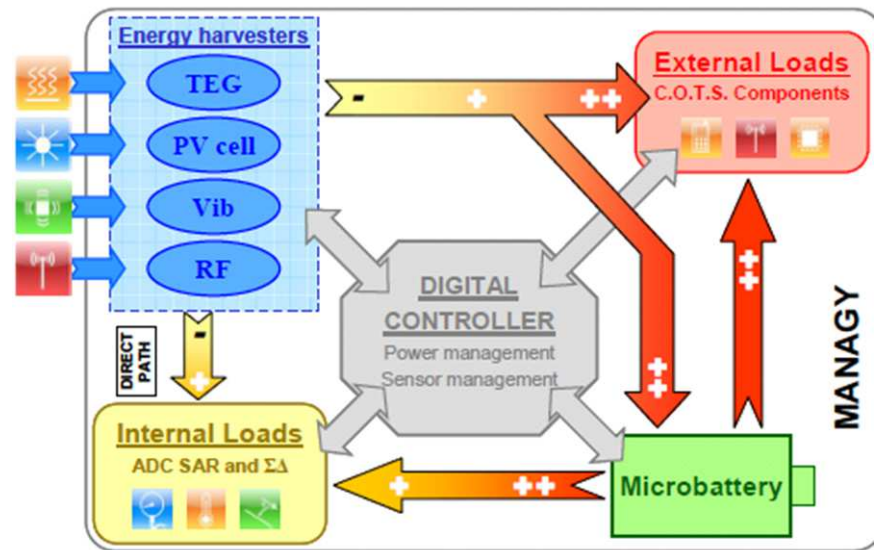 Energy harvesters
TEG
PV cell
Vib
RF
-
+
++
External Loads
C.O.T.S. Components
DIGITAL
CONTROLLER
Power management
Sensor management
-
+
DIRECT
PATH
++
++
MANAGY
Internal Loads
ADC SAR and ΣΔ
+
++
Microbattery